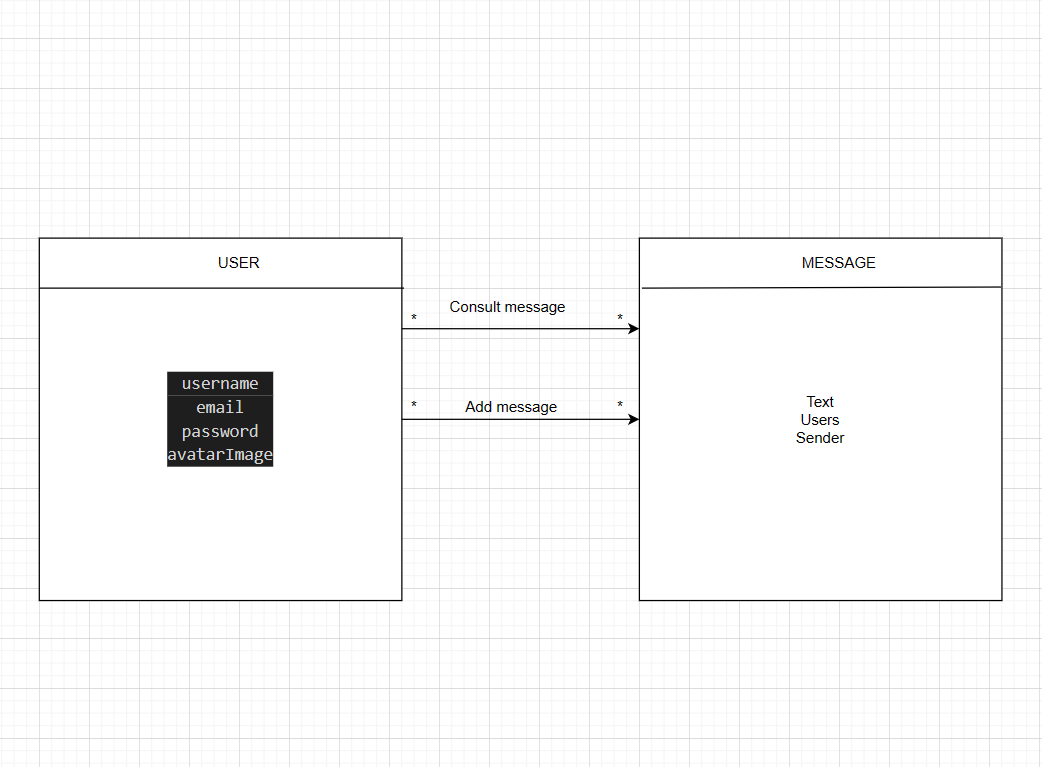 USER
MESSAGE
Consult message
*
*
username
email
password
avatarImage
Add message
*
*
Text
Users
Sender